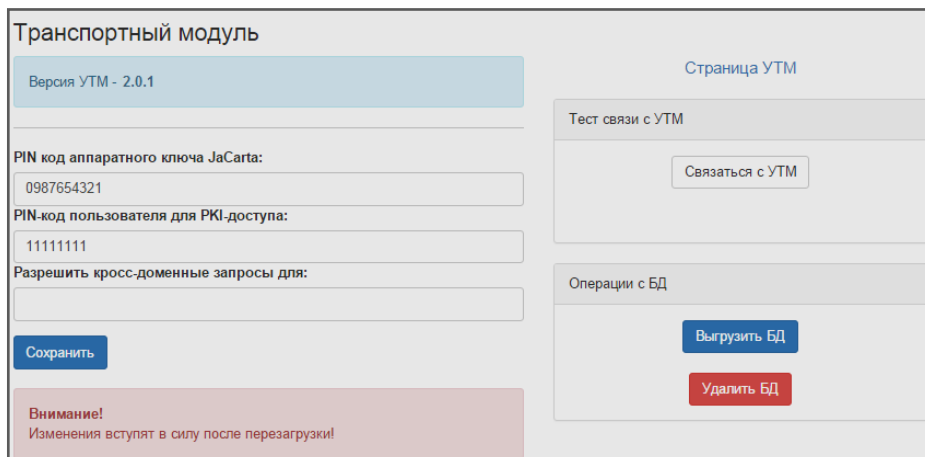 Транспортный модуль
Версия УТМ - 2.0.1
PIN код аппаратного ключа JaCarta:
0987654321
PIN-код пользователя для PKI-доступа:
11111111
Разрешить кросс-доменные запросы для:
Сохранить
Внимание!
Изменения вступят в силу после перезагрузки!
Страница УТМ
Тест связи с УТМ
Связаться с УТМ
Операции с БД
Выгрузить БД
Удалить БД